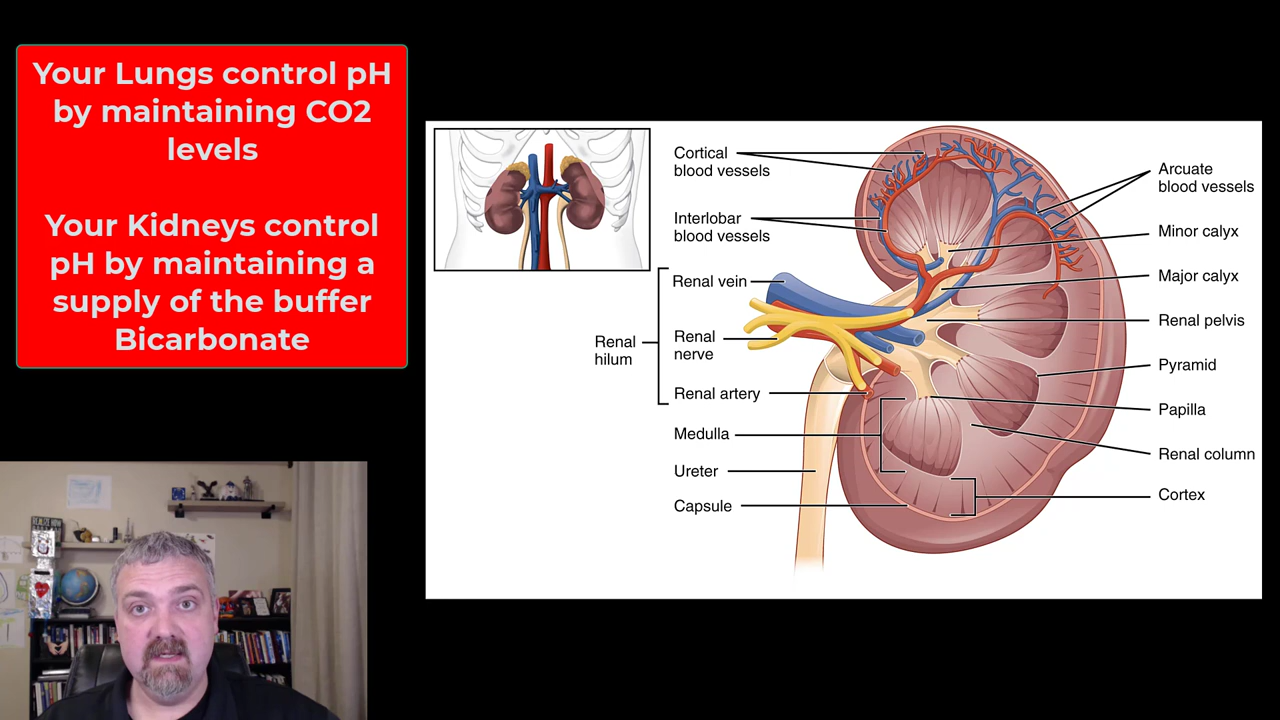 Your Lungs control pH
by maintaining CO2
levels
Your Kidneys control
pH by maintaining a
supply of the buffer
Bicarbonate
Cortical
blood vessels
Interlobar
blood vessels
Renal vein
Renal
hilum
Renal
nerve
Renal artery
Medulla
Ureter
Capsule
Arcuate
blood vessels
Minor calyx
Major calyx
Renal pelvis
Pyramid
Papilla
Renal column
Cortex